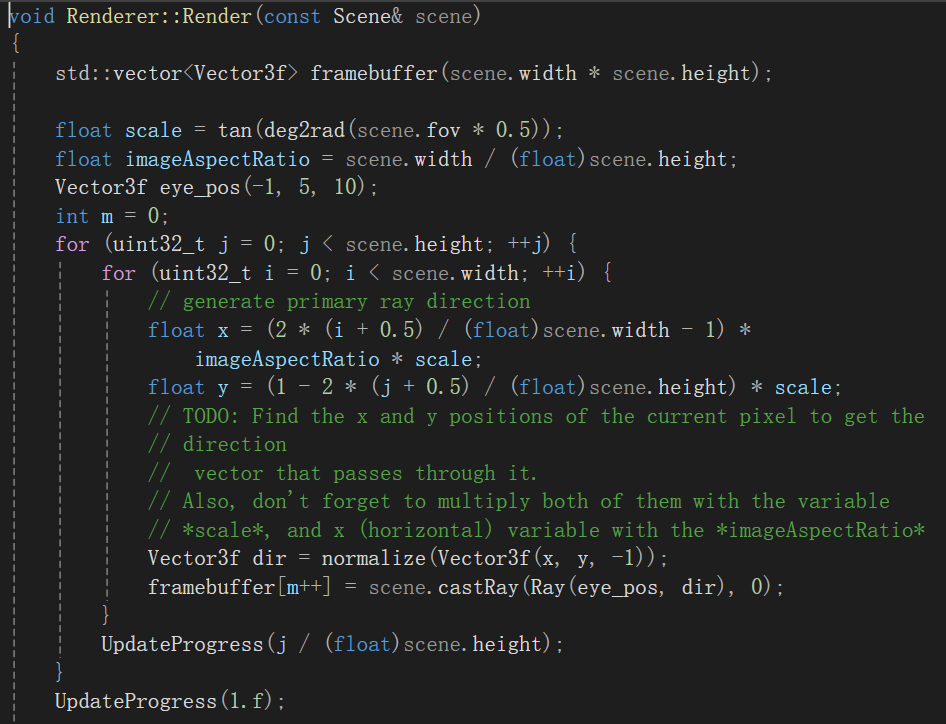 void Renderer::Render(const Scene& scene)
{
    std::vector<Vector3f> framebuffer(scene.width * scene.height);

    float scale = tan(deg2rad(scene.fov * 0.5));
    float imageAspectRatio = scene.width / (float)scene.height;
    Vector3f eye_pos(-1, 5, 10);
    int m = 0;
    for (uint32_t j = 0; j < scene.height; ++j) {
        for (uint32_t i = 0; i < scene.width; ++i) {
            // generate primary ray direction
            float x = (2 * (i + 0.5) / (float)scene.width - 1) *
                imageAspectRatio * scale;
            float y = (1 - 2 * (j + 0.5) / (float)scene.height) * scale;
            // TODO: Find the x and y positions of the current pixel to get the
            // direction
            //  vector that passes through it.
            // Also, don't forget to multiply both of them with the variable
            // *scale*, and x (horizontal) variable with the *imageAspectRatio*
            Vector3f dir = normalize(Vector3f(x, y, -1));
            framebuffer[m++] = scene.castRay(Ray(eye_pos, dir), 0);
        }
        UpdateProgress(j / (float)scene.height);
    }
    UpdateProgress(1.f);